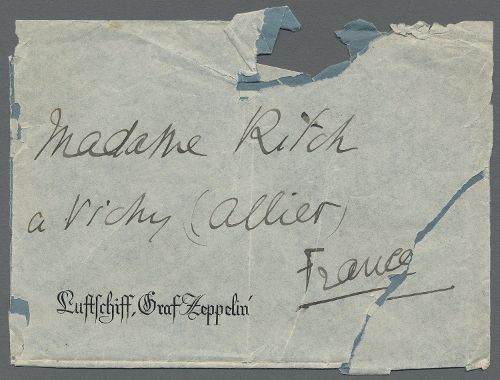 Madame Ritch
a Vichy (Allier)
France
Luftschiff „Graf Zeppelin"